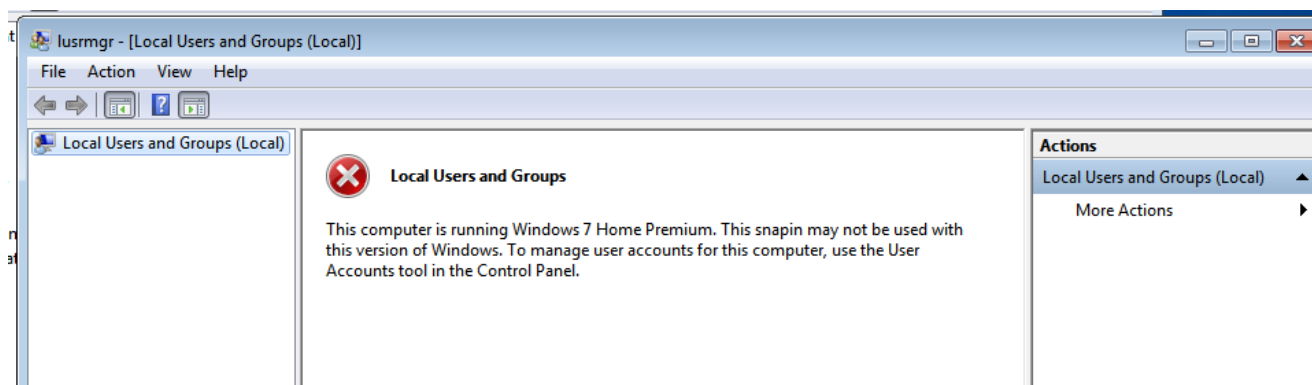 lusrmgr - [Local Users and Groups (Local)]
File Action View Help
Local Users and Groups (Local)
Local Users and Groups
This computer is running Windows 7 Home Premium. This snapin may not be used with
this version of Windows. To manage user accounts for this computer, use the User
Accounts tool in the Control Panel.
Actions
Local Users and Groups (Local)
More Actions